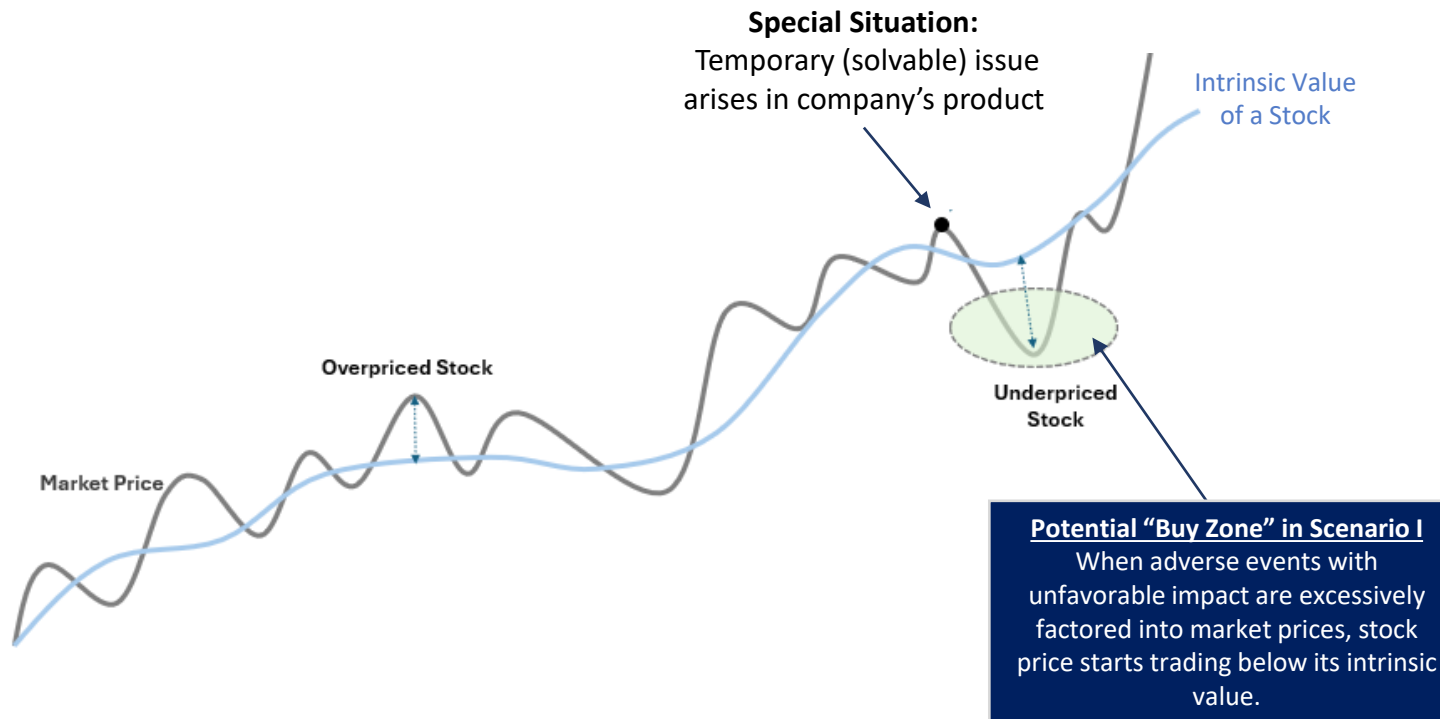 Special Situation:
Temporary (solvable) issue
arises in company's product
Intrinsic Value
of a Stock
Overpriced Stock
Underpriced
Stock
Market Price
Potential “Buy Zone” in Scenario I
When adverse events with
unfavorable impact are excessively
factored into market prices, stock
price starts trading below its intrinsic
value.